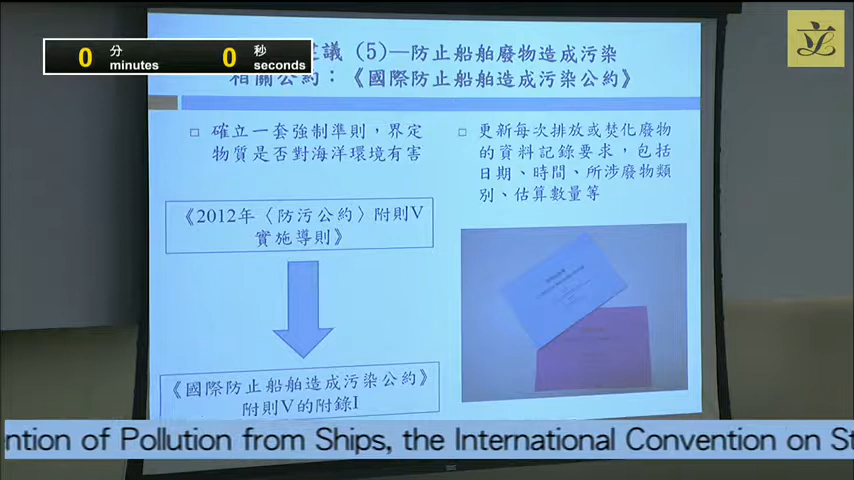 0 分 minutes 0 秒 seconds
議（5）—防止船舶廢物造成污染
相關公約：《國際防止船舶造成污染公約》
□ 確立一套強制準則，界定
物質是否對海洋環境有害
《2012年〈防污公約〉附則V
實施導則》
《國際防止船舶造成污染公約》
附則V的附錄I
□ 更新每次排放或焚化廢物
的資料記錄要求，包括
日期、時間、所涉廢物類
別、估算數量等
ntion of Pollution from Ships, the International Convention on St